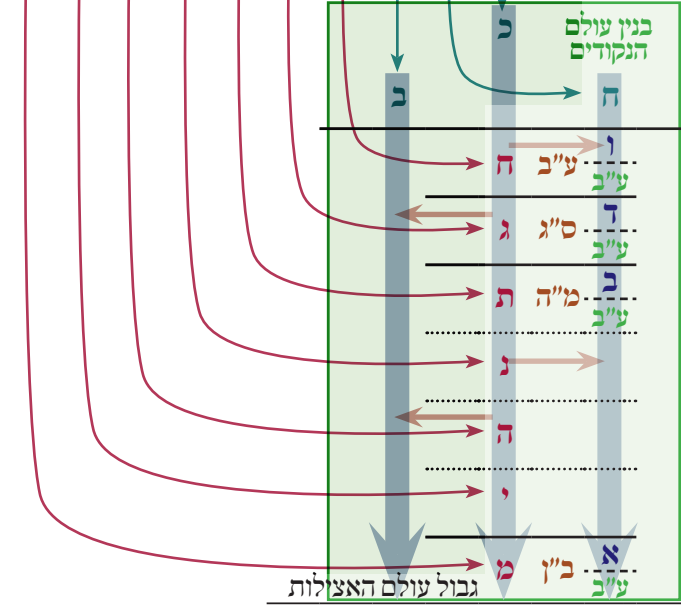 בנין עולם
הנקודים
כ
ח
ב
ו
ח
ע"ב
ע"ב
ד
ג
ס"ג
ע"ב
ב
ת
מ"ה
ע"ב
נ
ה
י
א
מ
ב"ן
ע"ב
גבול עולם האצילות